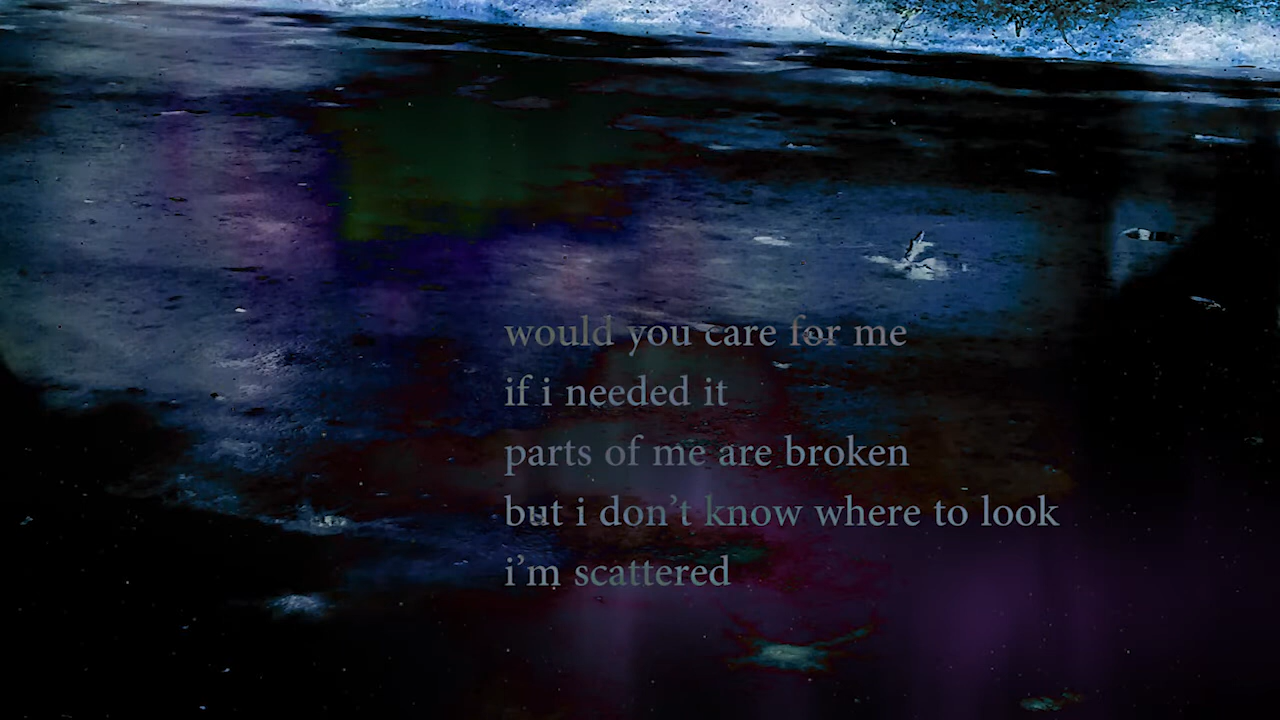 would you care for me
if i needed it
parts of me are broken
but i don’t know where to look
i’m scattered